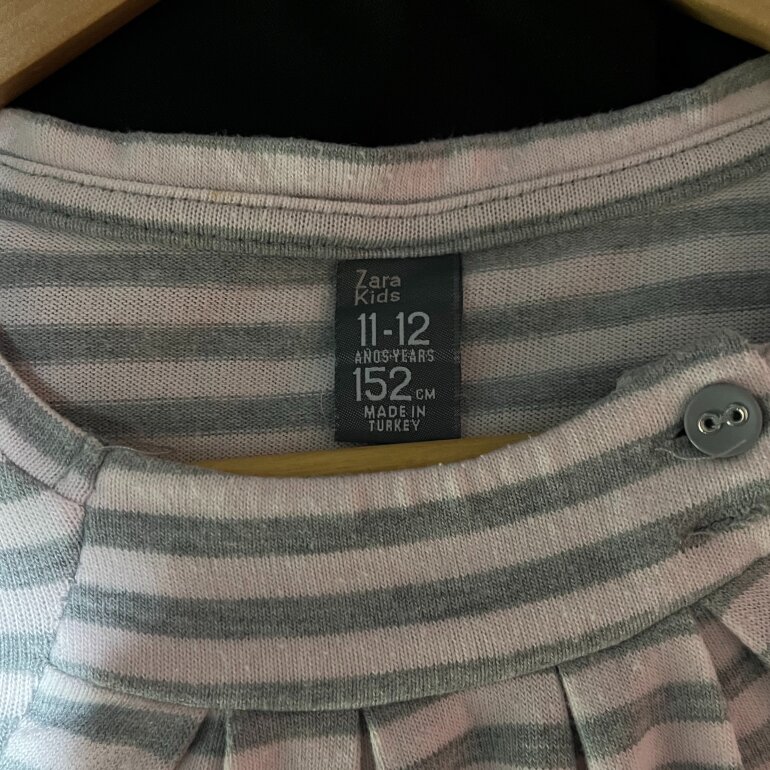 Zara
Kids
11-12
AÑOS·YEARS
152 CM
MADE IN
TURKEY